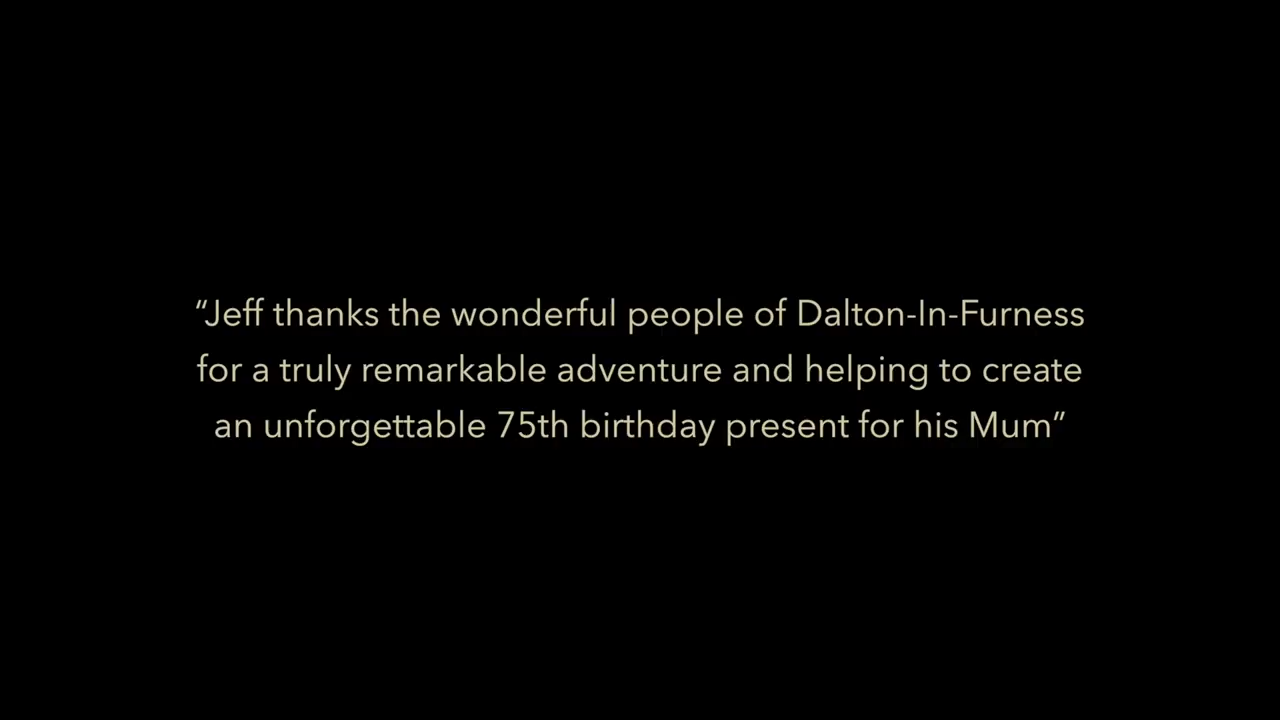 “Jeff thanks the wonderful people of Dalton-In-Furness
for a truly remarkable adventure and helping to create
an unforgettable 75th birthday present for his Mum”